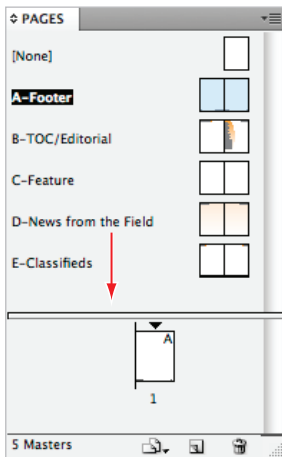 PAGES
[None]
A-Footer
B-TOC/Editorial
C-Feature
D-News from the Field
E-Classifieds
A
1
5 Masters